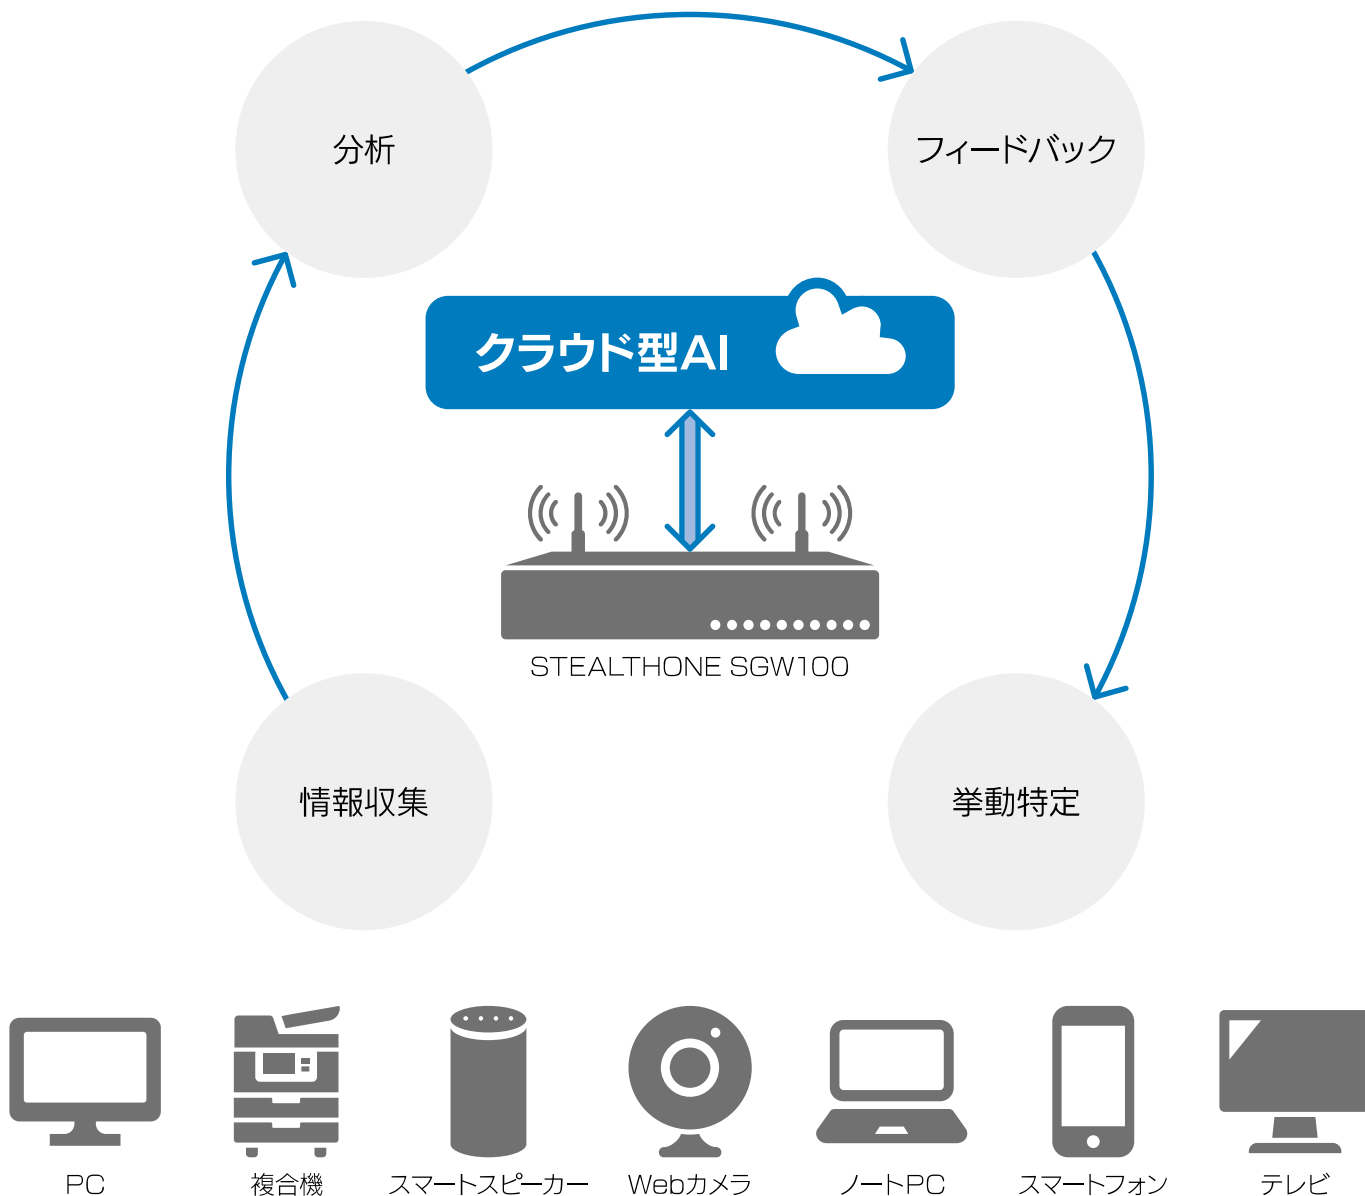 分析
フィードバック
クラウド型AI
STEALTHONE SGW100
情報収集
挙動特定
PC
複合機
スマートスピーカー
Webカメラ
ノートPC
スマートフォン
テレビ